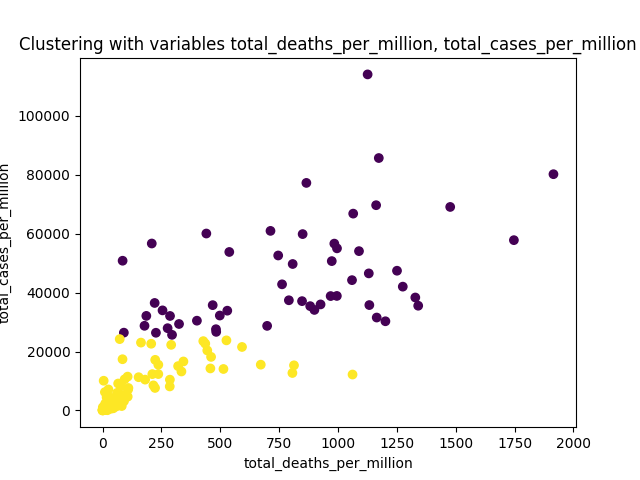 Clustering with variables total_deaths_per_million, total_cases_per_million
total_cases_per_million
100000
80000
60000
40000
20000
0
0 250 500 750 1000 1250 1500 1750 2000
total_deaths_per_million